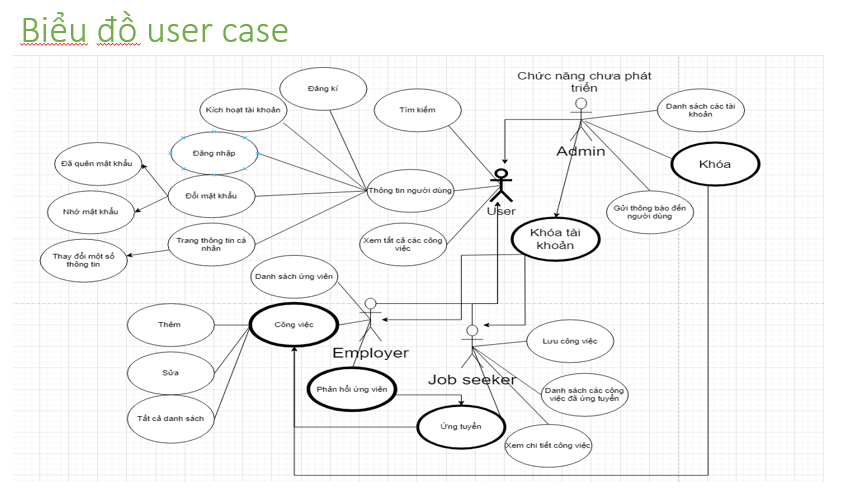 Biểu đồ user case
Chức năng chưa phát
triển
Đăng kí
Kích hoạt tài khoản
Tìm kiếm
Danh sách các tài
khoản
Admin
Đăng nhập
Đã quên mật khẩu
Khóa
Đổi mật khẩu
Thông tin người dùng
Nhớ mật khẩu
User
Gửi thông báo đến
người dùng
Trang thông tin cá
nhân
Xem tất cả các công
việc
Khóa tài
khoản
Thay đổi một số
thông tin
Danh sách ứng viên
Thêm
Công việc
Employer
Lưu công việc
Sửa
Job seeker
Phản hồi ứng viên
Danh sách các công
việc đã ứng tuyển
Tất cả danh sách
Ứng tuyển
Xem chi tiết công việc